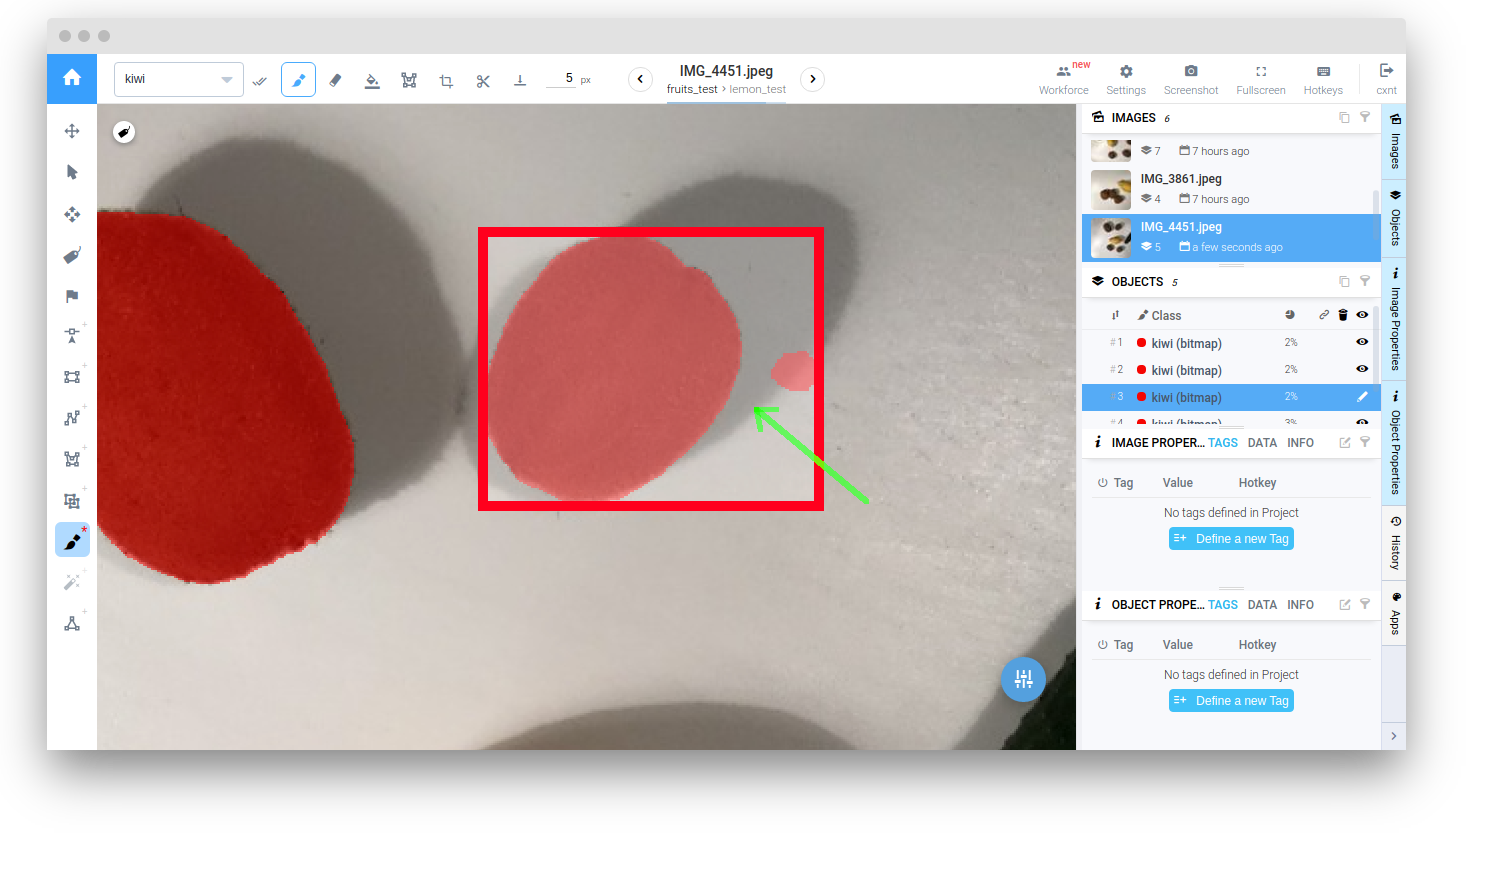 kiwi
5 px
IMG_4451.jpeg
fruits_test › lemon_test
new
Workforce
Settings
Screenshot
Fullscreen
Hotkeys
cxnt
IMAGES 6
7 7 hours ago
IMG_3861.jpeg
4 7 hours ago
IMG_4451.jpeg
5 a few seconds ago
OBJECTS 5
Class
#1 kiwi (bitmap) 2%
#2 kiwi (bitmap) 2%
#3 kiwi (bitmap) 2%
#4 kiwi (bitmap) 3%
IMAGE PROPER... TAGS DATA INFO
Tag Value Hotkey
No tags defined in Project
Define a new Tag
OBJECT PROPE... TAGS DATA INFO
Tag Value Hotkey
No tags defined in Project
Define a new Tag
Images
Objects
Image Properties
Object Properties
History
Apps